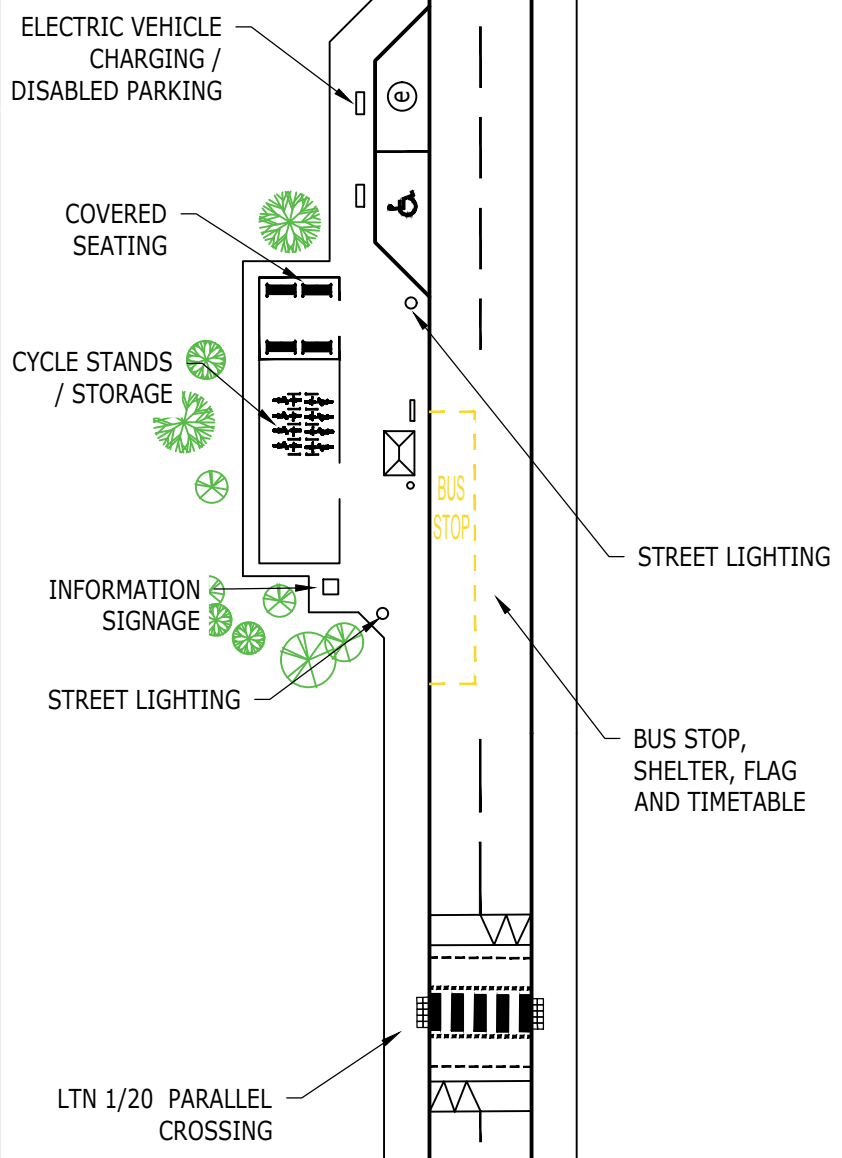 ELECTRIC VEHICLE
CHARGING /
DISABLED PARKING
e
COVERED
SEATING
CYCLE STANDS
/ STORAGE
BUS
STOP
STREET LIGHTING
INFORMATION
SIGNAGE
STREET LIGHTING
BUS STOP,
SHELTER, FLAG
AND TIMETABLE
LTN 1/20 PARALLEL
CROSSING